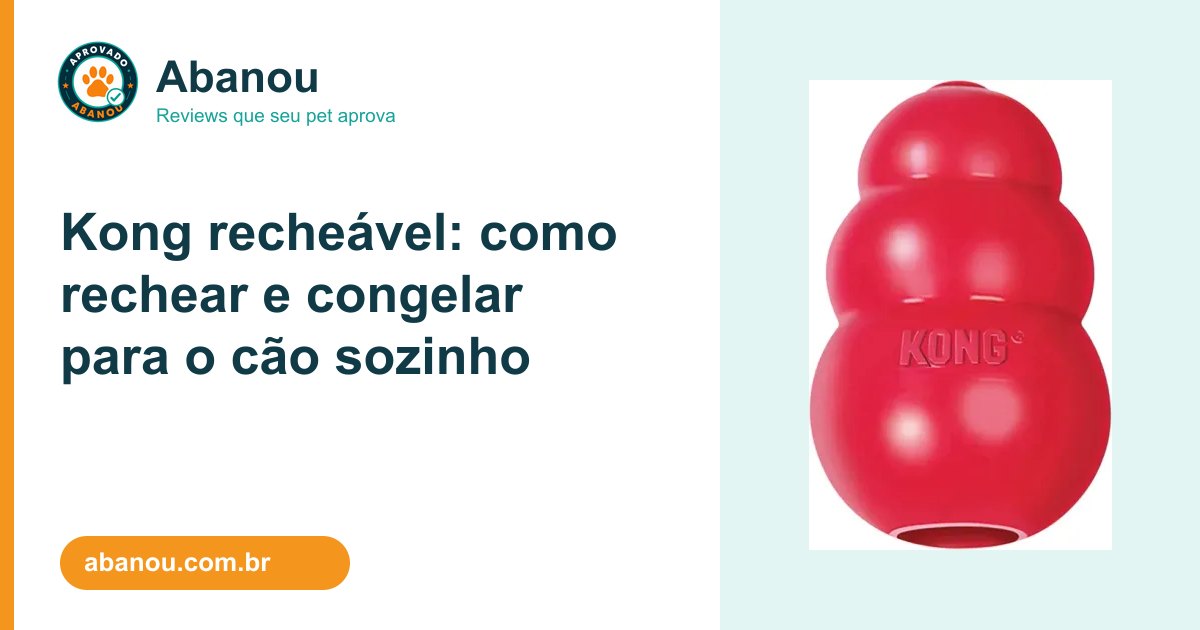 APROVADO
ABANOU
Abanou
Reviews que seu pet aprova
Kong recheável: como
rechear e congelar
para o cão sozinho
abanou.com.br
KONG